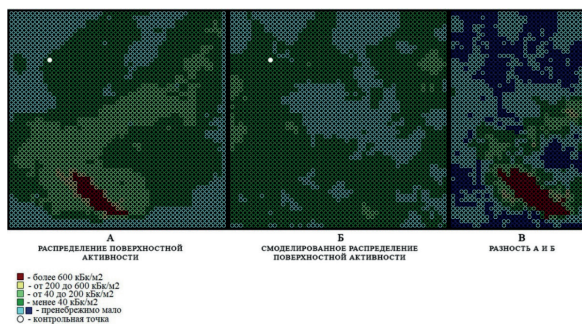 А
РАСПРЕДЕЛЕНИЕ ПОВЕРХНОСТНОЙ
АКТИВНОСТИ
Б
СМОДЕЛИРОВАННОЕ РАСПРЕДЕЛЕНИЕ
ПОВЕРХНОСТНОЙ АКТИВНОСТИ
В
РАЗНОСТЬ А И Б
- более 600 кБк/м2
- от 200 до 600 кБк/м2
- от 40 до 200 кБк/м2
- менее 40 кБк/м2
- пренебрежимо мало
- контрольная точка